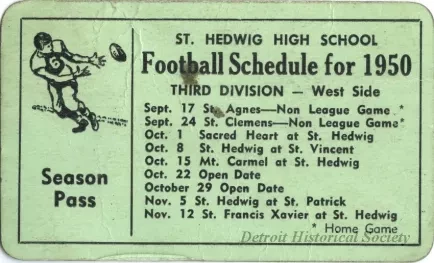 ST. HEDWIG HIGH SCHOOL
Football Schedule for 1950
THIRD DIVISION — West Side
Sept. 17 St. Agnes—Non League Game *
Sept. 24 St. Clemens—Non League Game*
Oct. 1 Sacred Heart at St. Hedwig
Oct. 8 St. Hedwig at St. Vincent
Oct. 15 Mt. Carmel at St. Hedwig
Oct. 22 Open Date
October 29 Open Date
Nov. 5 St. Hedwig at St. Patrick
Nov. 12 St. Francis Xavier at St. Hedwig
* Home Game
Season
Pass
6
Detroit Historical Society